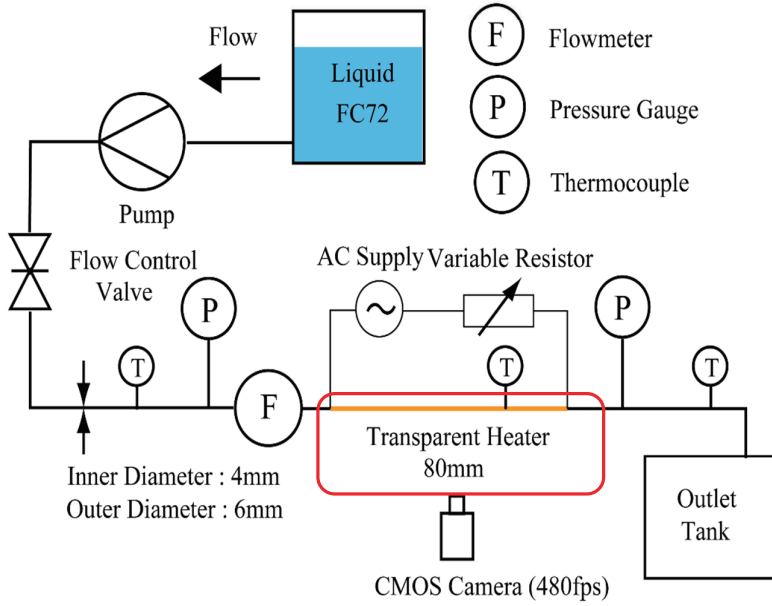 Flow
Liquid
FC72
F
Flowmeter
P
Pressure Gauge
T
Thermocouple
Pump
Flow Control
Valve
AC Supply
Variable Resistor
P
P
T
T
T
F
Transparent Heater
80mm
Inner Diameter : 4mm
Outer Diameter : 6mm
Outlet
Tank
CMOS Camera (480fps)